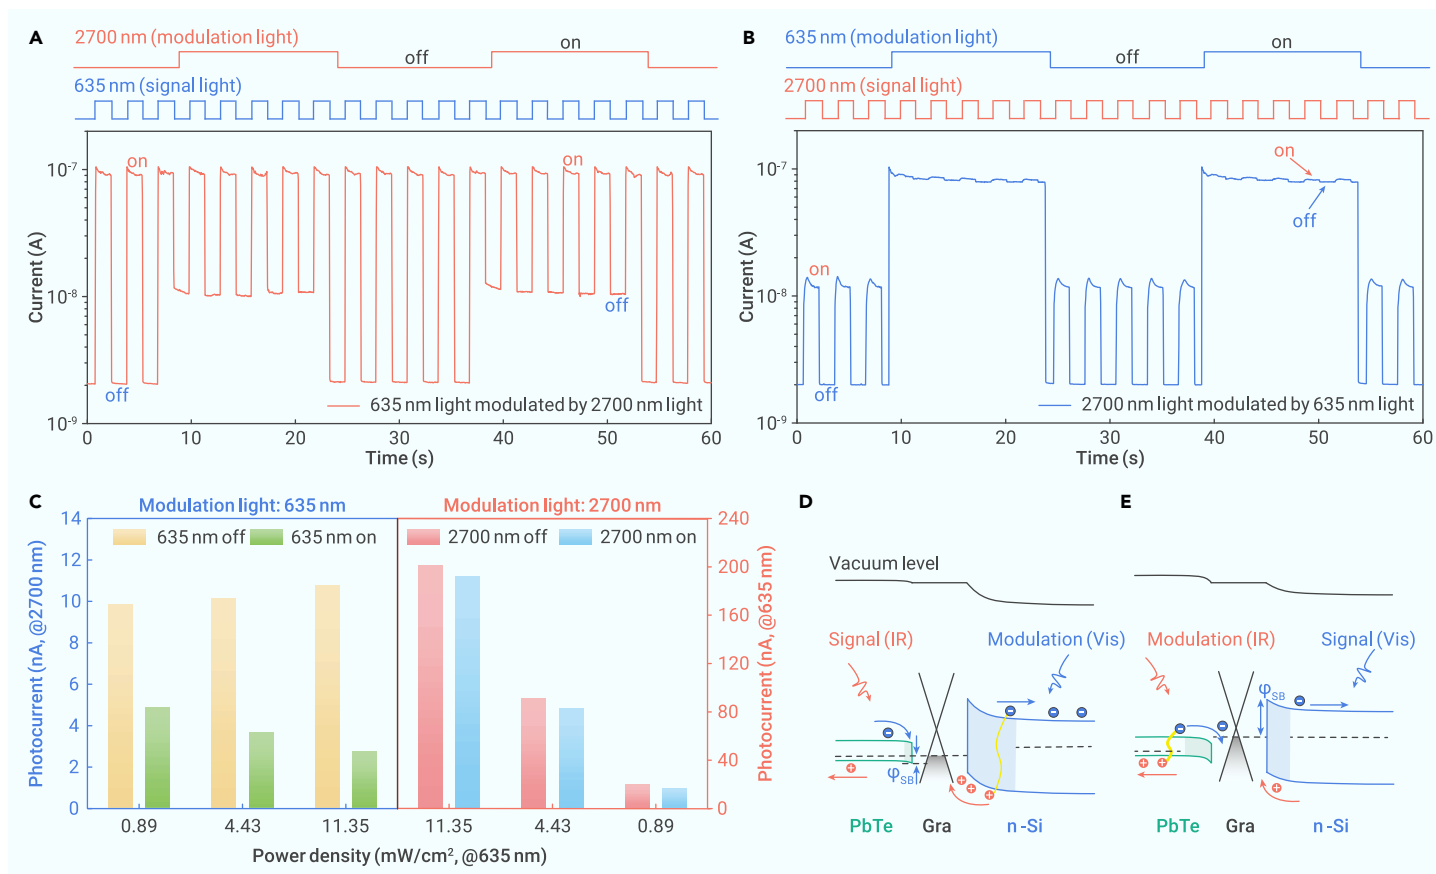 A
2700 nm (modulation light)
off
on
635 nm (signal light)
10⁻⁷
10⁻⁸
10⁻⁹
Current (A)
on
on
off
off
635 nm light modulated by 2700 nm light
0 10 20 30 40 50 60
Time (s)
B
635 nm (modulation light)
off
on
2700 nm (signal light)
10⁻⁷
10⁻⁸
10⁻⁹
Current (A)
on
off
on
off
2700 nm light modulated by 635 nm light
0 10 20 30 40 50 60
Time (s)
C
Modulation light: 635 nm
Modulation light: 2700 nm
635 nm off
635 nm on
2700 nm off
2700 nm on
14
12
10
8
6
4
2
0
Photocurrent (nA, @2700 nm)
240
200
160
120
80
40
0
Photocurrent (nA, @635 nm)
0.89 4.43 11.35 11.35 4.43 0.89
Power density (mW/cm², @635 nm)
D
Vacuum level
Signal (IR)
Modulation (Vis)
φSB
PbTe Gra n-Si
E
Modulation (IR)
Signal (Vis)
φSB
PbTe Gra n-Si